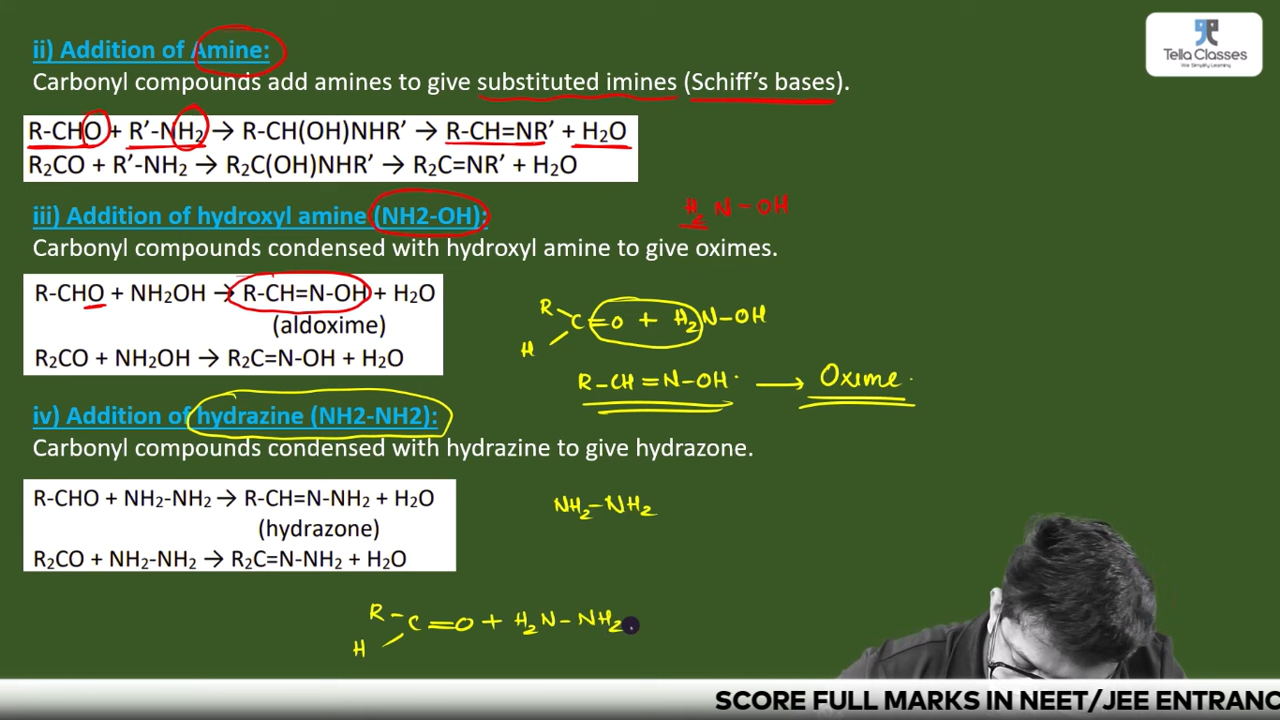 ii) Addition of Amine:
Carbonyl compounds add amines to give substituted imines (Schiff's bases).
R-CHO + R'-NH₂ → R-CH(OH)NHR' → R-CH=NR' + H₂O
R₂CO + R'-NH₂ → R₂C(OH)NHR' → R₂C=NR' + H₂O
iii) Addition of hydroxyl amine (NH2-OH):
H₂N-OH
Carbonyl compounds condensed with hydroxyl amine to give oximes.
R-CHO + NH₂OH → R-CH=N-OH + H₂O
(aldoxime)
R₂CO + NH₂OH → R₂C=N-OH + H₂O
R
C=O + H₂N-OH
H
R-CH=N-OH. → Oxime.
iv) Addition of hydrazine (NH2-NH2):
Carbonyl compounds condensed with hydrazine to give hydrazone.
R-CHO + NH₂-NH₂ → R-CH=N-NH₂ + H₂O
(hydrazone)
R₂CO + NH₂-NH₂ → R₂C=N-NH₂ + H₂O
NH₂-NH₂
R
C=O + H₂N-NH₂
H
Tella Classes
We Simplify Learning
SCORE FULL MARKS IN NEET/JEE ENTRANC